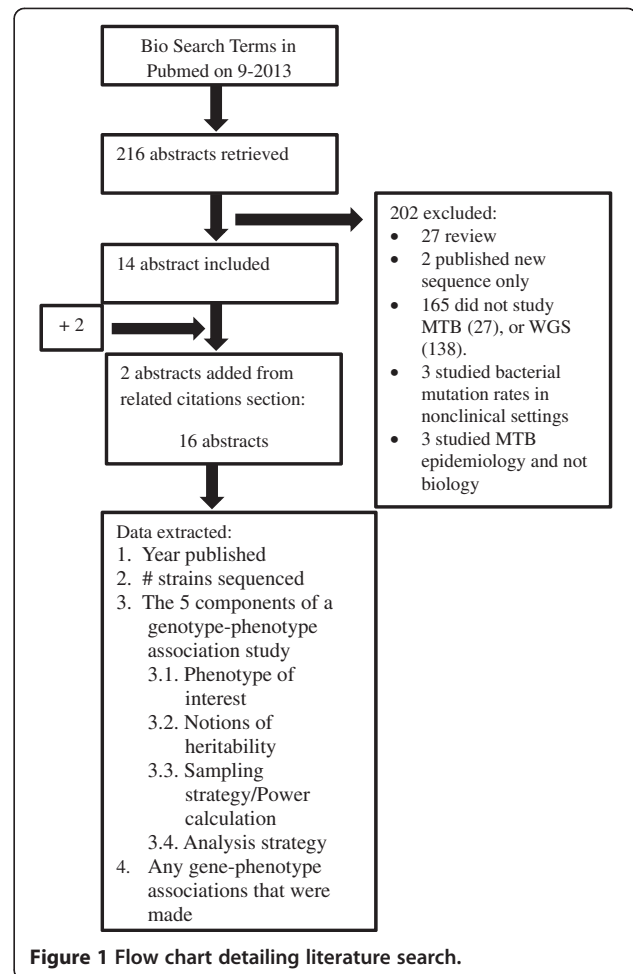 Bio Search Terms in
Pubmed on 9-2013
216 abstracts retrieved
202 excluded:
• 27 review
• 2 published new
sequence only
• 165 did not study
MTB (27), or WGS
(138).
• 3 studied bacterial
mutation rates in
nonclinical settings
• 3 studied MTB
epidemiology and not
biology
14 abstract included
+ 2
2 abstracts added from
related citations section:
16 abstracts
Data extracted:
1. Year published
2. # strains sequenced
3. The 5 components of a
genotype-phenotype
association study
3.1. Phenotype of
interest
3.2. Notions of
heritability
3.3. Sampling
strategy/Power
calculation
3.4. Analysis strategy
4. Any gene-phenotype
associations that were
made
Figure 1 Flow chart detailing literature search.